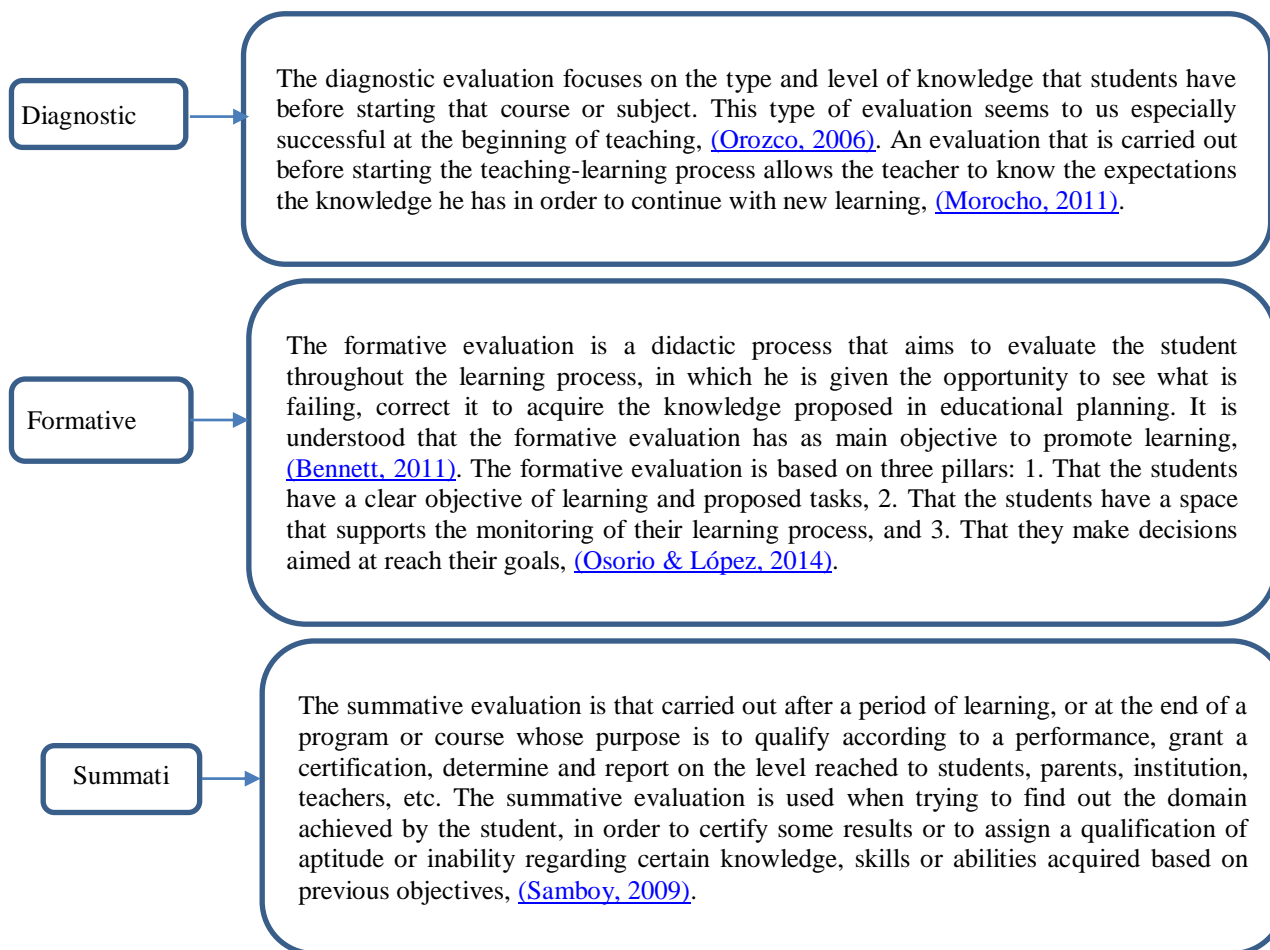 Diagnostic
The diagnostic evaluation focuses on the type and level of knowledge that students have
before starting that course or subject. This type of evaluation seems to us especially
successful at the beginning of teaching, (Orozco, 2006). An evaluation that is carried out
before starting the teaching-learning process allows the teacher to know the expectations
the knowledge he has in order to continue with new learning, (Morocho, 2011).
Formative
The formative evaluation is a didactic process that aims to evaluate the student
throughout the learning process, in which he is given the opportunity to see what is
failing, correct it to acquire the knowledge proposed in educational planning. It is
understood that the formative evaluation has as main objective to promote learning,
(Bennett, 2011). The formative evaluation is based on three pillars: 1. That the students
have a clear objective of learning and proposed tasks, 2. That the students have a space
that supports the monitoring of their learning process, and 3. That they make decisions
aimed at reach their goals, (Osorio & López, 2014).
Summati
The summative evaluation is that carried out after a period of learning, or at the end of a
program or course whose purpose is to qualify according to a performance, grant a
certification, determine and report on the level reached to students, parents, institution,
teachers, etc. The summative evaluation is used when trying to find out the domain
achieved by the student, in order to certify some results or to assign a qualification of
aptitude or inability regarding certain knowledge, skills or abilities acquired based on
previous objectives, (Samboy, 2009).